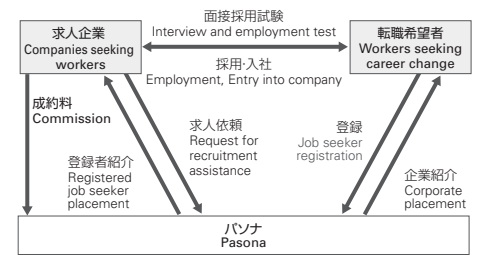 面接採用試験
Interview and employment test
求人企業
Companies seeking
workers
転職希望者
Workers seeking
career change
採用·入社
Employment, Entry into company
成約料
Commission
求人依頼
Request for
recruitment
assistance
登録
Job seeker
registration
登録者紹介
Registered
job seeker
placement
企業紹介
Corporate
placement
パソナ
Pasona